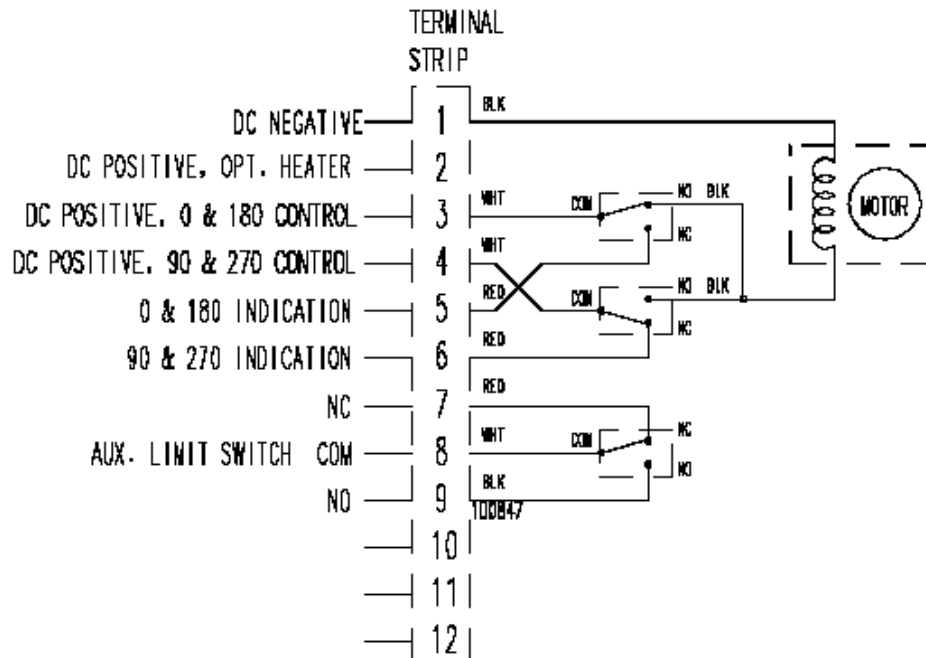 TERMINAL
STRIP
DC NEGATIVE 1 BLK
DC POSITIVE, OPT. HEATER 2
DC POSITIVE, 0 & 180 CONTROL 3 WHT COM NO BLK
NC
MOTOR
DC POSITIVE, 90 & 270 CONTROL 4 WHT
0 & 180 INDICATION 5 RED COM NO BLK
NC
90 & 270 INDICATION 6 RED
NC 7 RED
AUX. LIMIT SWITCH COM 8 WHT COM NC
NO
NO 9 BLK
100847
10
11
12